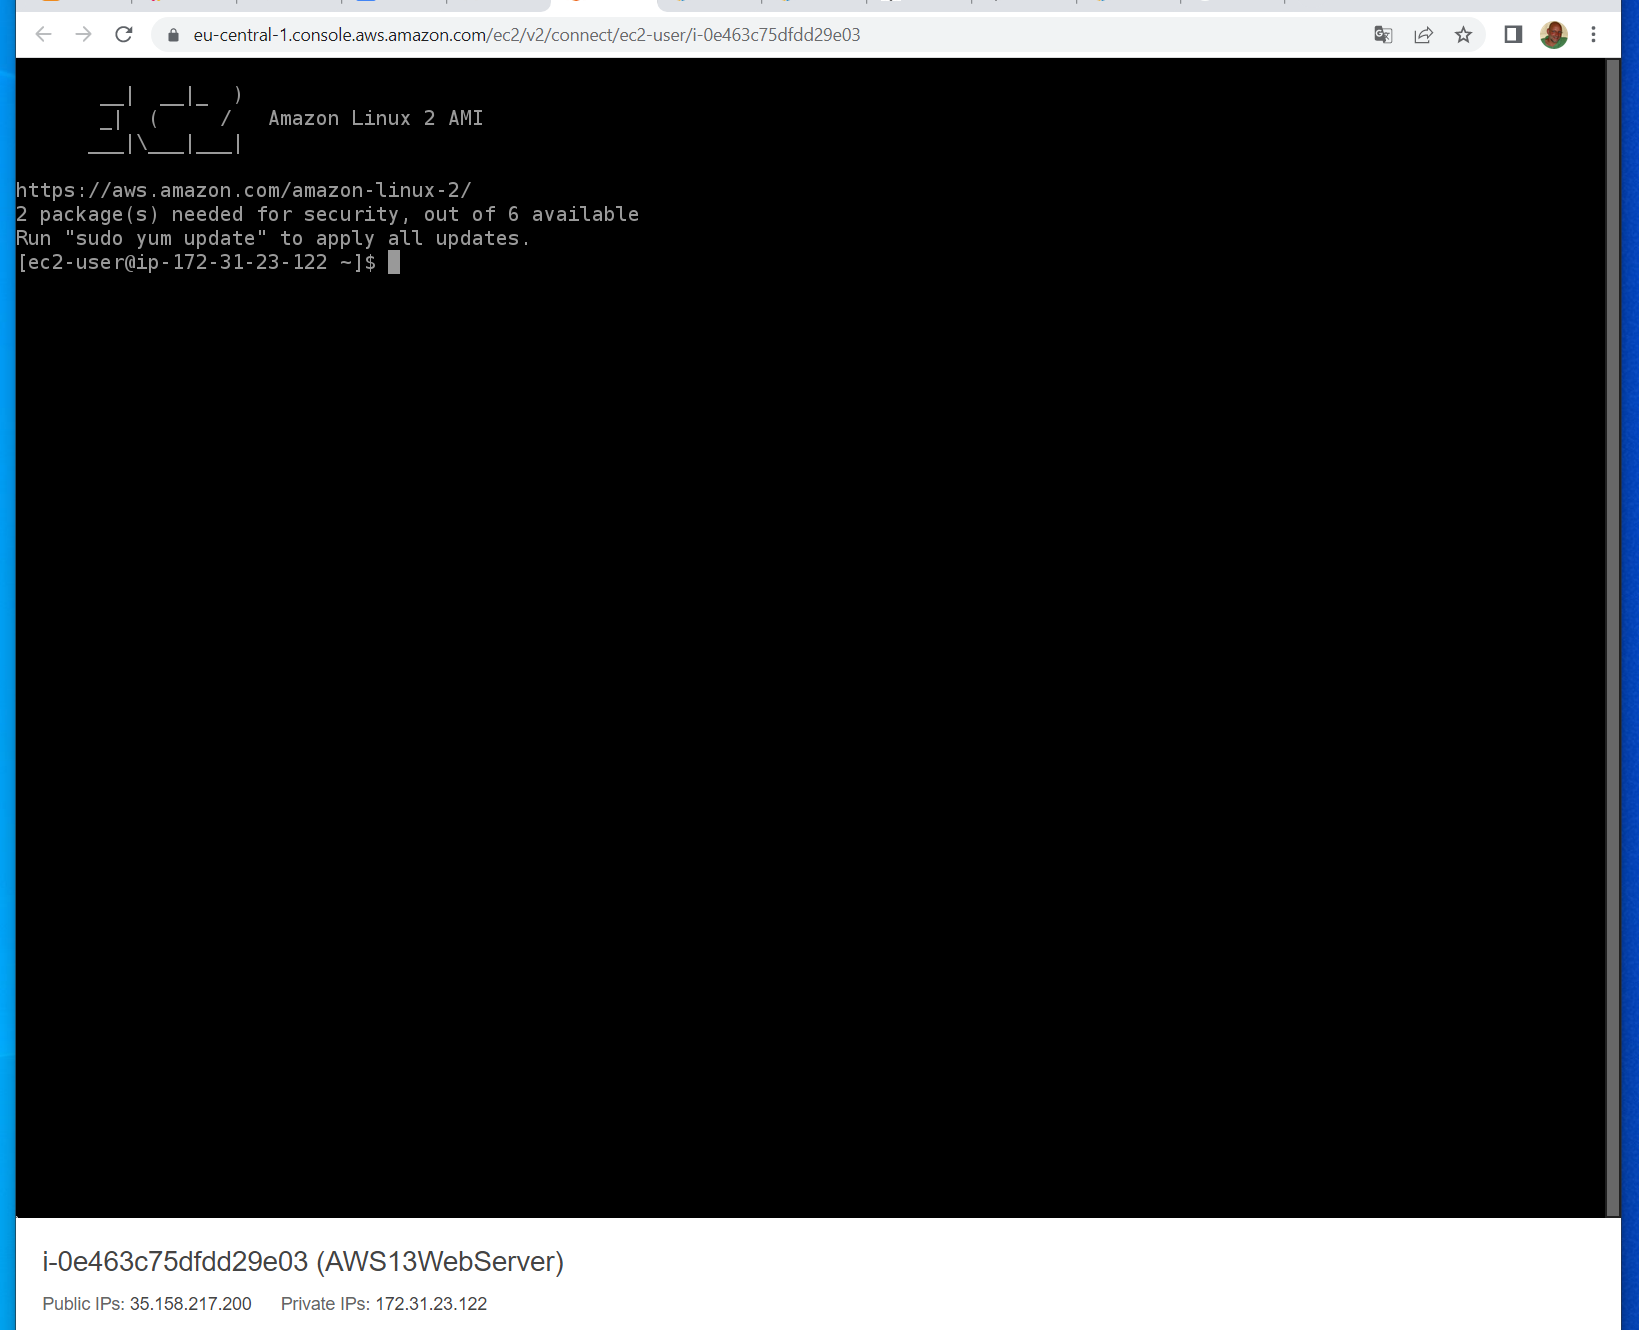 eu-central-1.console.aws.amazon.com/ec2/v2/connect/ec2-user/i-0e463c75dfdd29e03
       __|  __|_  )
       _|  (     /   Amazon Linux 2 AMI
      ___|\___|___|
https://aws.amazon.com/amazon-linux-2/
2 package(s) needed for security, out of 6 available
Run "sudo yum update" to apply all updates.
[ec2-user@ip-172-31-23-122 ~]$
i-0e463c75dfdd29e03 (AWS13WebServer)
Public IPs: 35.158.217.200 Private IPs: 172.31.23.122